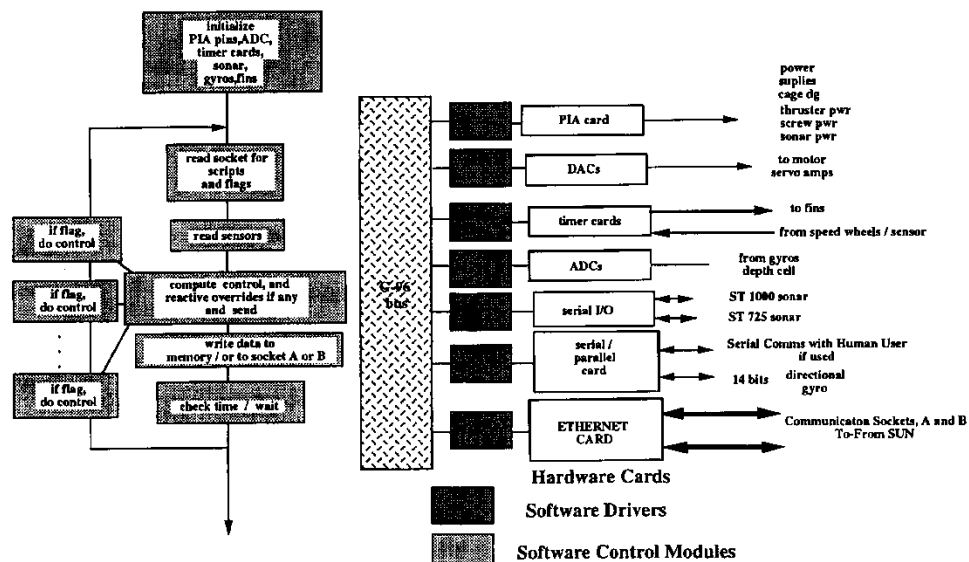 initialize
PIA pins,ADC,
timer cards,
sonar,
gyros,fins
read socket for
scripts
and flags
read sensors
if flag,
do control
compute control, and
reactive overrides if any
and send
if flag,
do control
write data to
memory / or to socket A or B
.
.
.
if flag,
do control
check time / wait
G-96
bus
PIA card
power
suplies
cage dg
thruster pwr
screw pwr
sonar pwr
DACs
to motor
servo amps
timer cards
to fins
from speed wheels / sensor
ADCs
from gyros
depth cell
serial I/O
ST 1000 sonar
ST 725 sonar
serial /
parallel
card
Serial Comms with Human User
if used
14 bits directional
gyro
ETHERNET
CARD
Communicaton Sockets, A and B
To-From SUN
Hardware Cards
Software Drivers
Software Control Modules